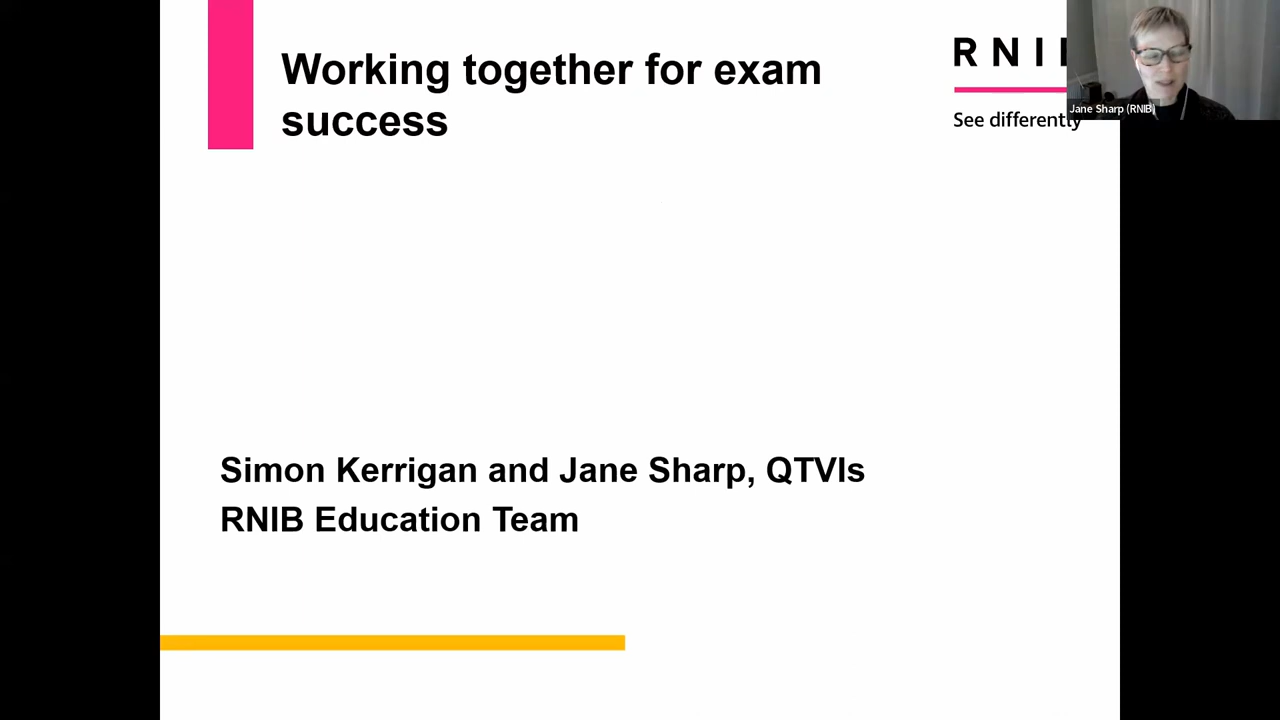 Working together for exam
success
RNI
See differently
Jane Sharp (RNIB)
Simon Kerrigan and Jane Sharp, QTVIs
RNIB Education Team